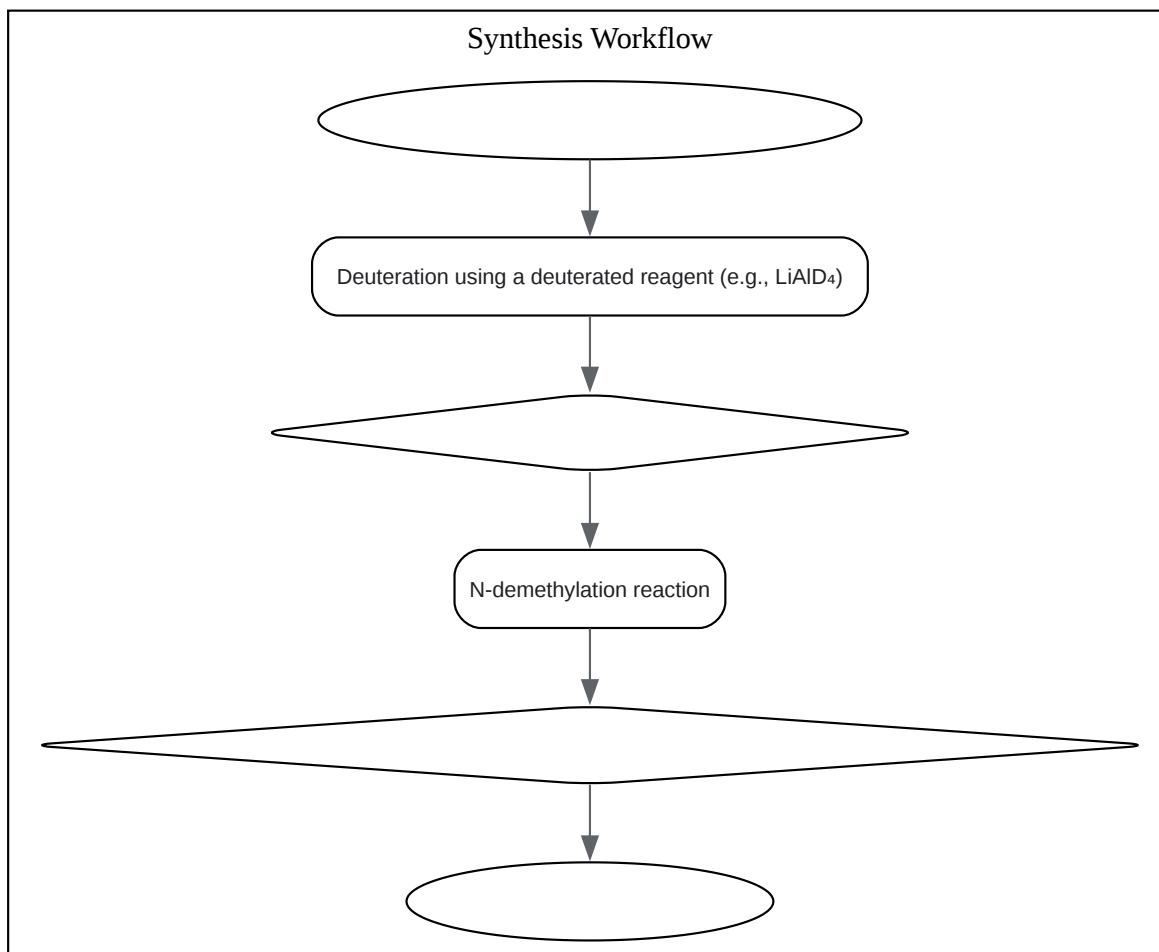 Synthesis Workflow
Deuteration using a deuterated reagent (e.g., LiAlD₄)
N-demethylation reaction